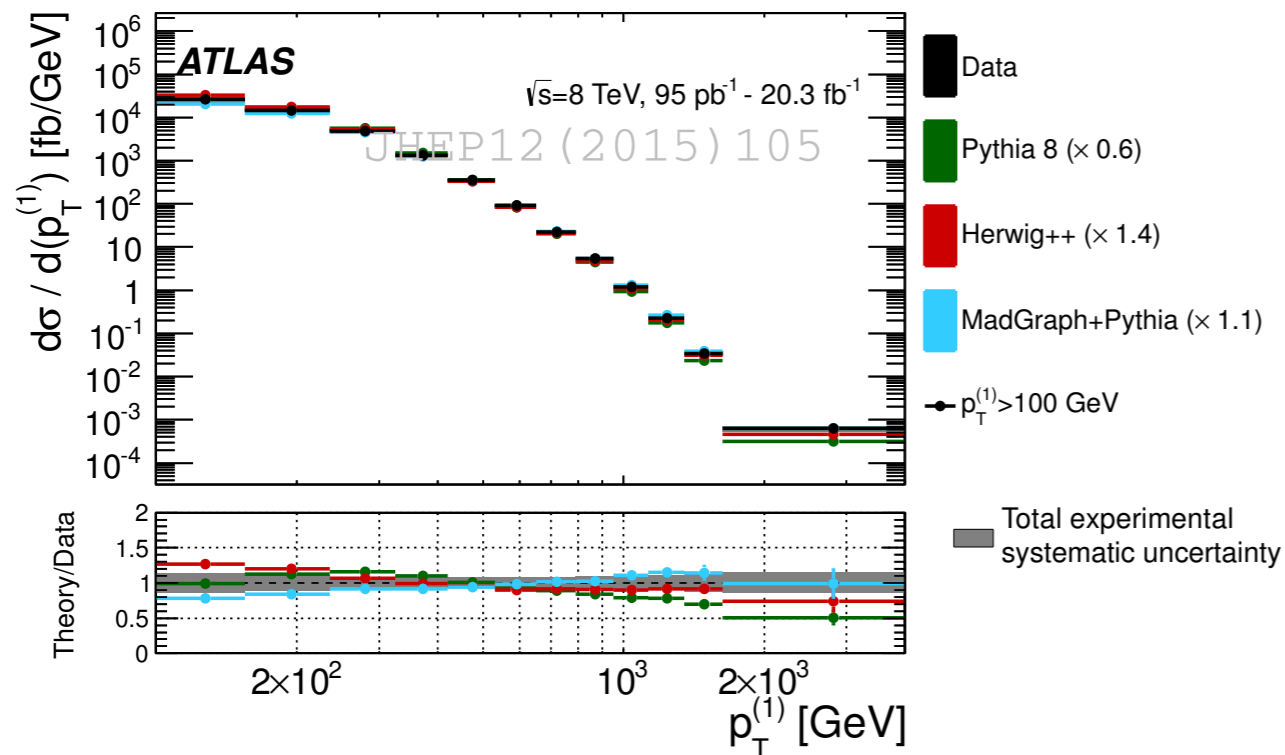 ATLAS
√s=8 TeV, 95 pb⁻¹ - 20.3 fb⁻¹
JHEP12(2015)105
dσ / d(p_T^(1)) [fb/GeV]
10⁶
10⁵
10⁴
10³
10²
10
1
10⁻¹
10⁻²
10⁻³
10⁻⁴
Data
Pythia 8 (× 0.6)
Herwig++ (× 1.4)
MadGraph+Pythia (× 1.1)
p_T^(1)>100 GeV
Total experimental
systematic uncertainty
Theory/Data
2
1.5
1
0.5
0
2×10²
10³
2×10³
p_T^(1) [GeV]